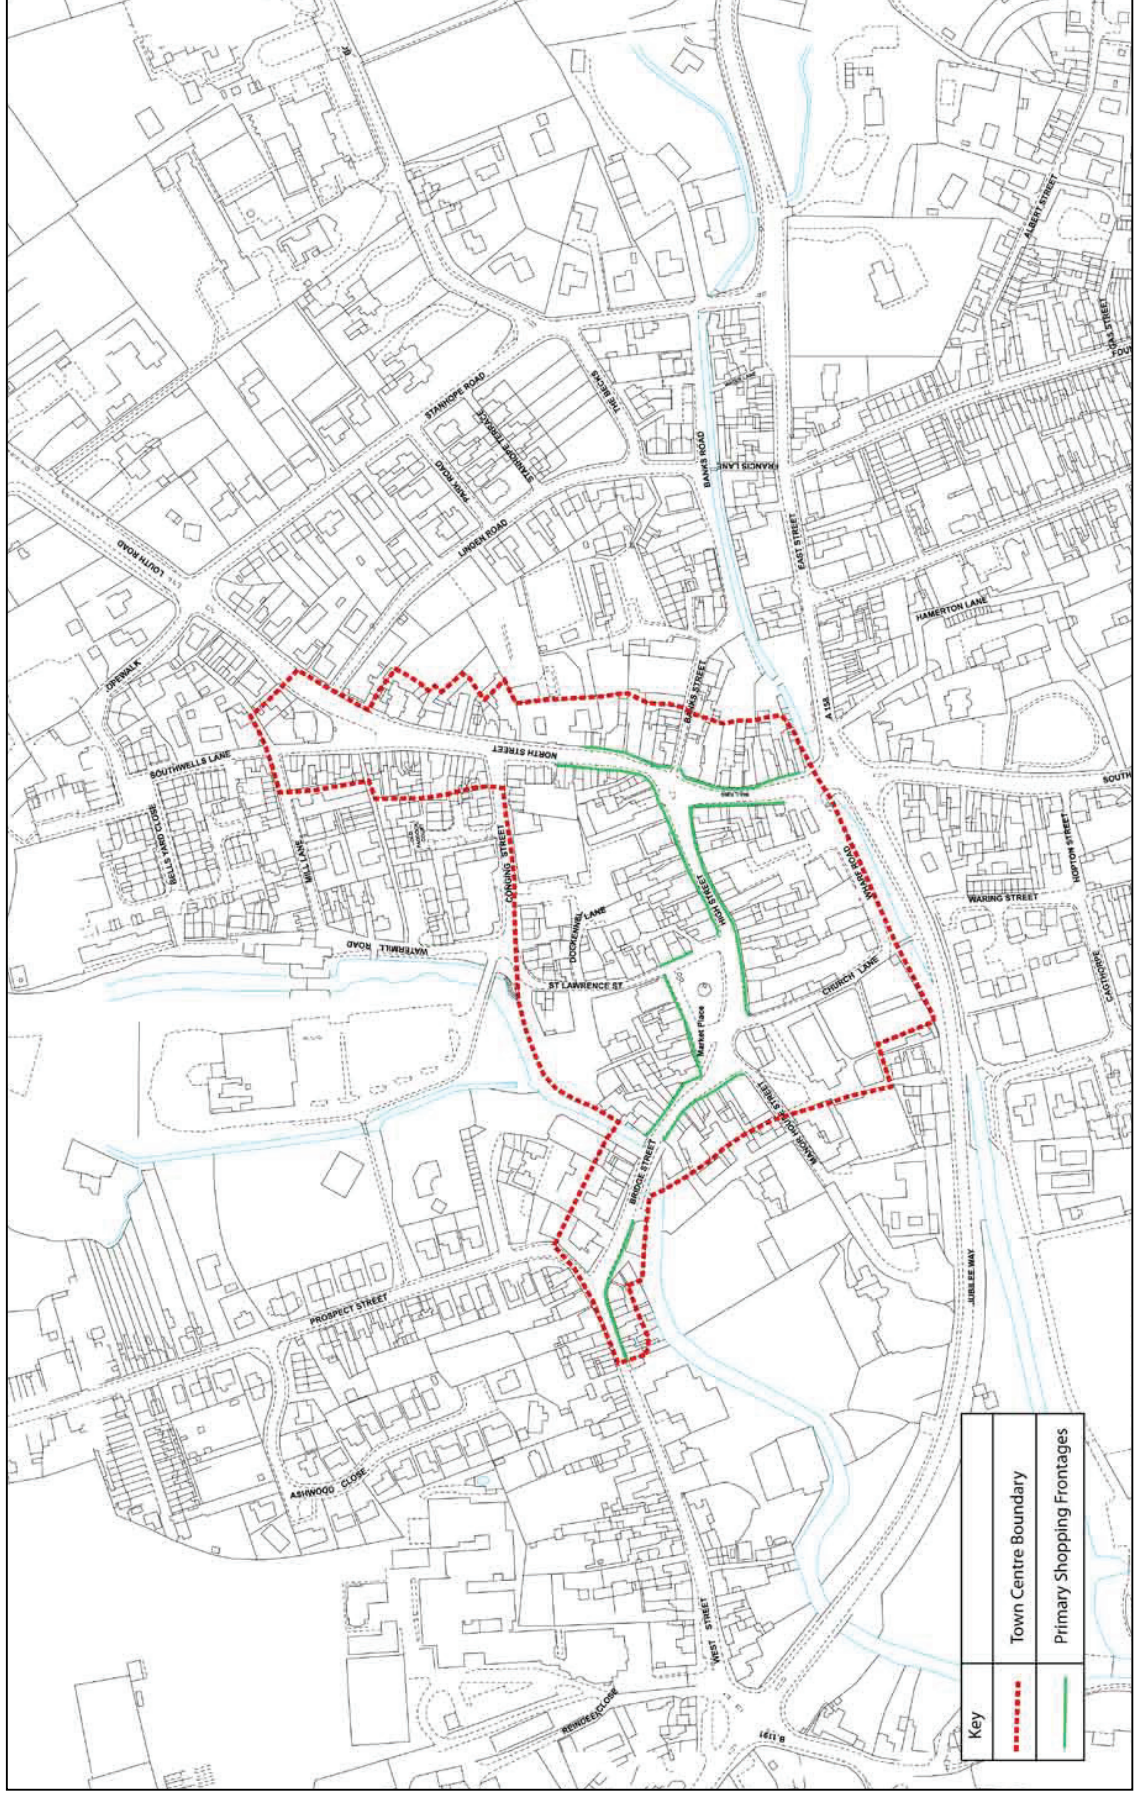 LOUTH ROAD
STANHOPE ROAD
STANHOPE TERRACE
PARK ROAD
THE BECKS
LINDEN ROAD
BANKS ROAD
FRANCIS LANE
EAST STREET
ALBERT STREET
HAMERTON LANE
A 158
BANKS STREET
NORTH STREET
SOUTHWELLS LANE
BELLS YARD CLOSE
MILL LANE
CONGING STREET
WATERMILL ROAD
DOCKENNEL LANE
ST LAWRENCE ST
HIGH STREET
Market Place
CHURCH LANE
WHARF ROAD
WARING STREET
HOPTON STREET
CAGTHORPE
SOUTH
MANOR HOUSE STREET
BRIDGE STREET
PROSPECT STREET
ASHWOOD CLOSE
JUBILEE WAY
WEST STREET
B 1191
Key
Town Centre Boundary
Primary Shopping Frontages